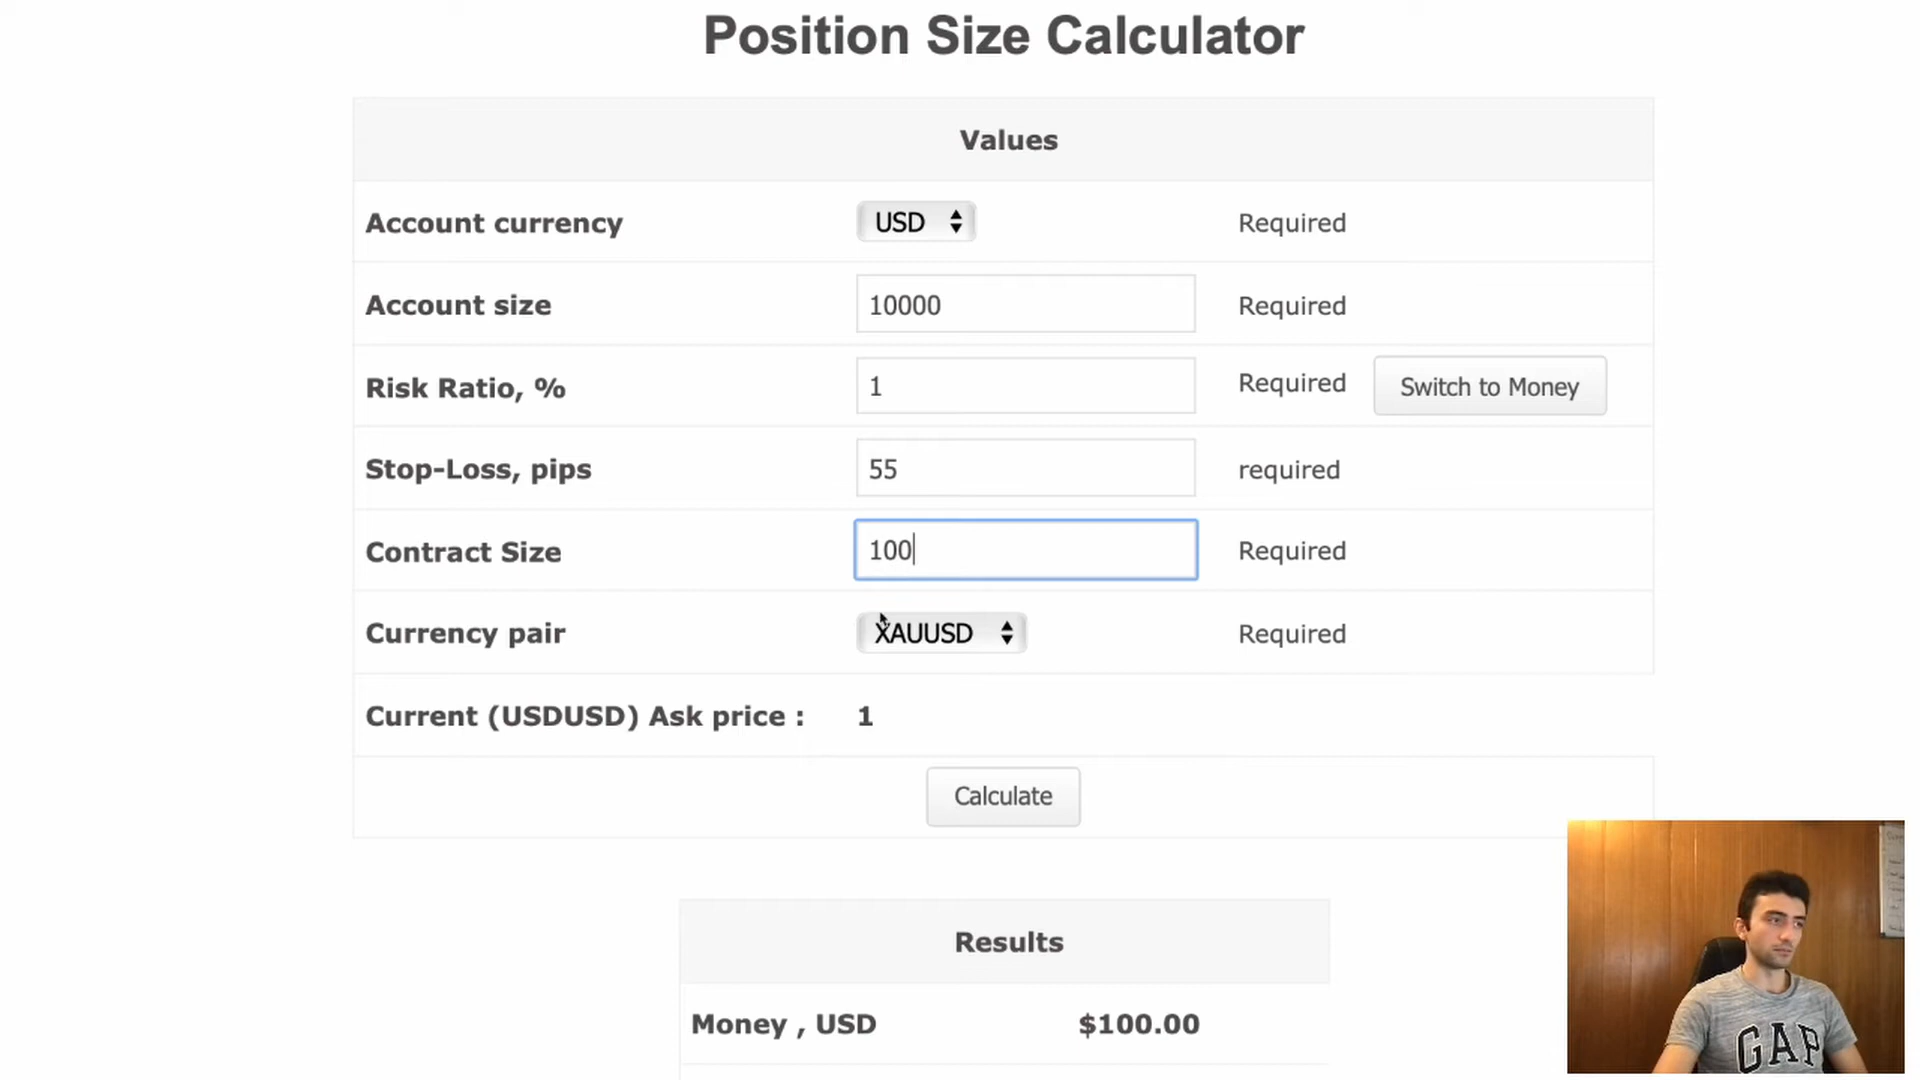 Position Size Calculator
Values
Account currency USD Required
Account size 10000 Required
Risk Ratio, % 1 Required Switch to Money
Stop-Loss, pips 55 required
Contract Size 100 Required
Currency pair XAUUSD Required
Current (USDUSD) Ask price : 1
Calculate
Results
Money , USD $100.00
GAP